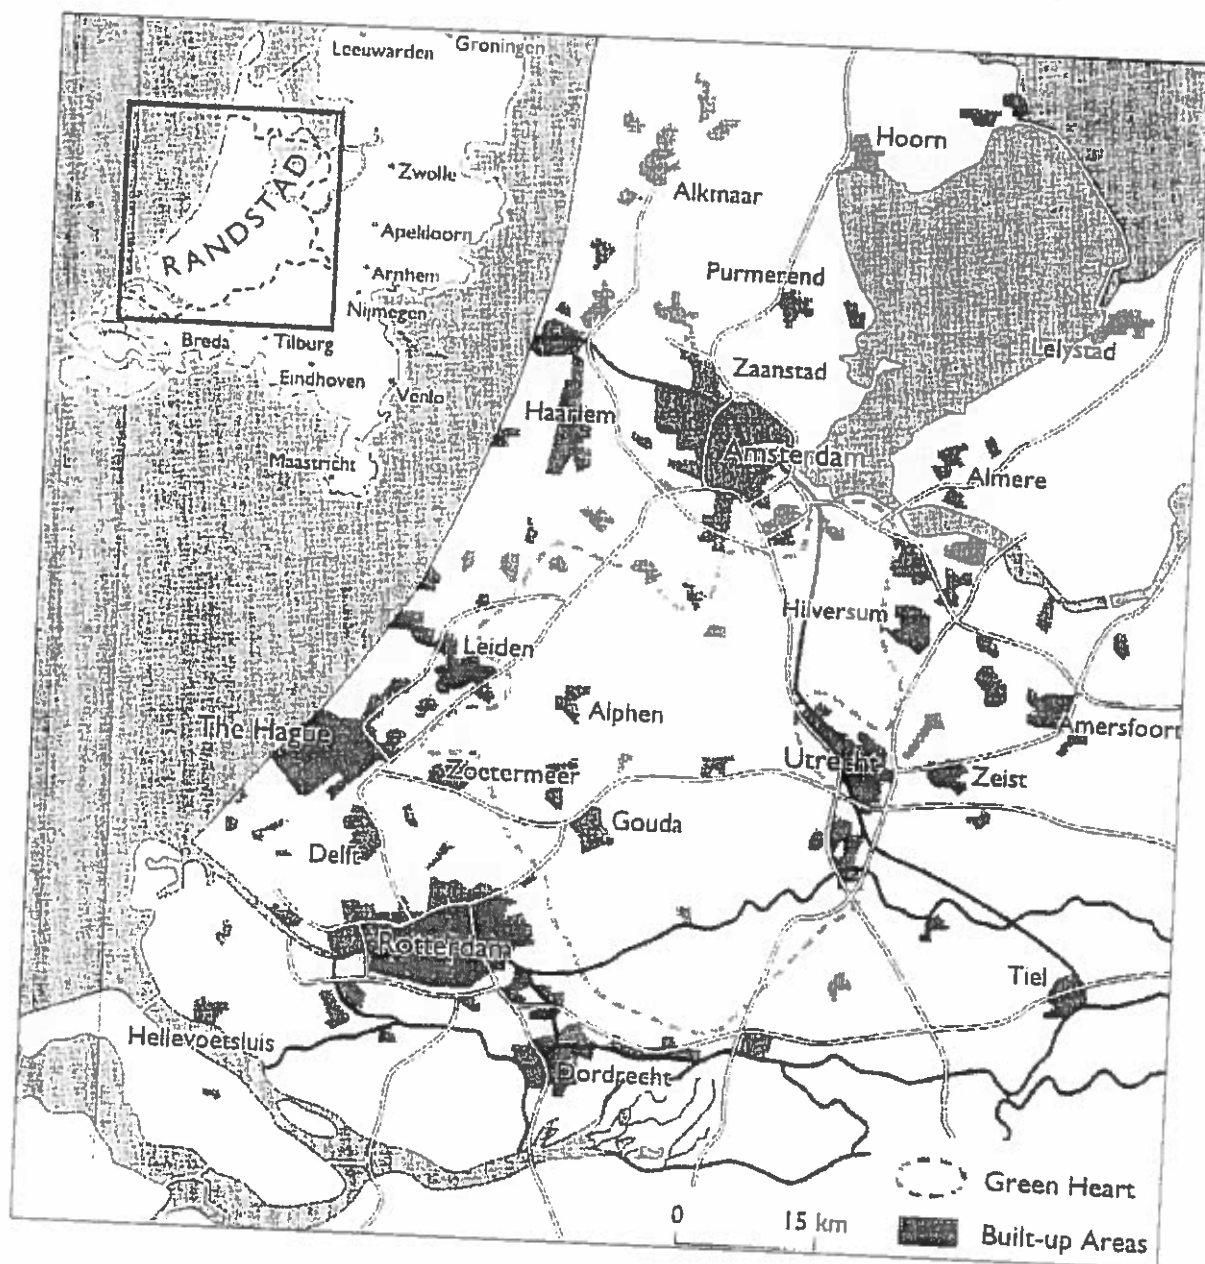 Leeuwarden
Groningen
RANDSTAD
Zwolle
Apeldoorn
Arnhem
Nijmegen
Breda
Tilburg
Eindhoven
Venlo
Maastricht
Hoorn
Alkmaar
Purmerend
Lelystad
Zaanstad
Haarlem
Amsterdam
Almere
Hilversum
Leiden
Alphen
The Hague
Amersfoort
Utrecht
Zoetermeer
Zeist
Gouda
Delft
Rotterdam
Tiel
Hellevoetsluis
Dordrecht
Green Heart
0 15 km
Built-up Areas